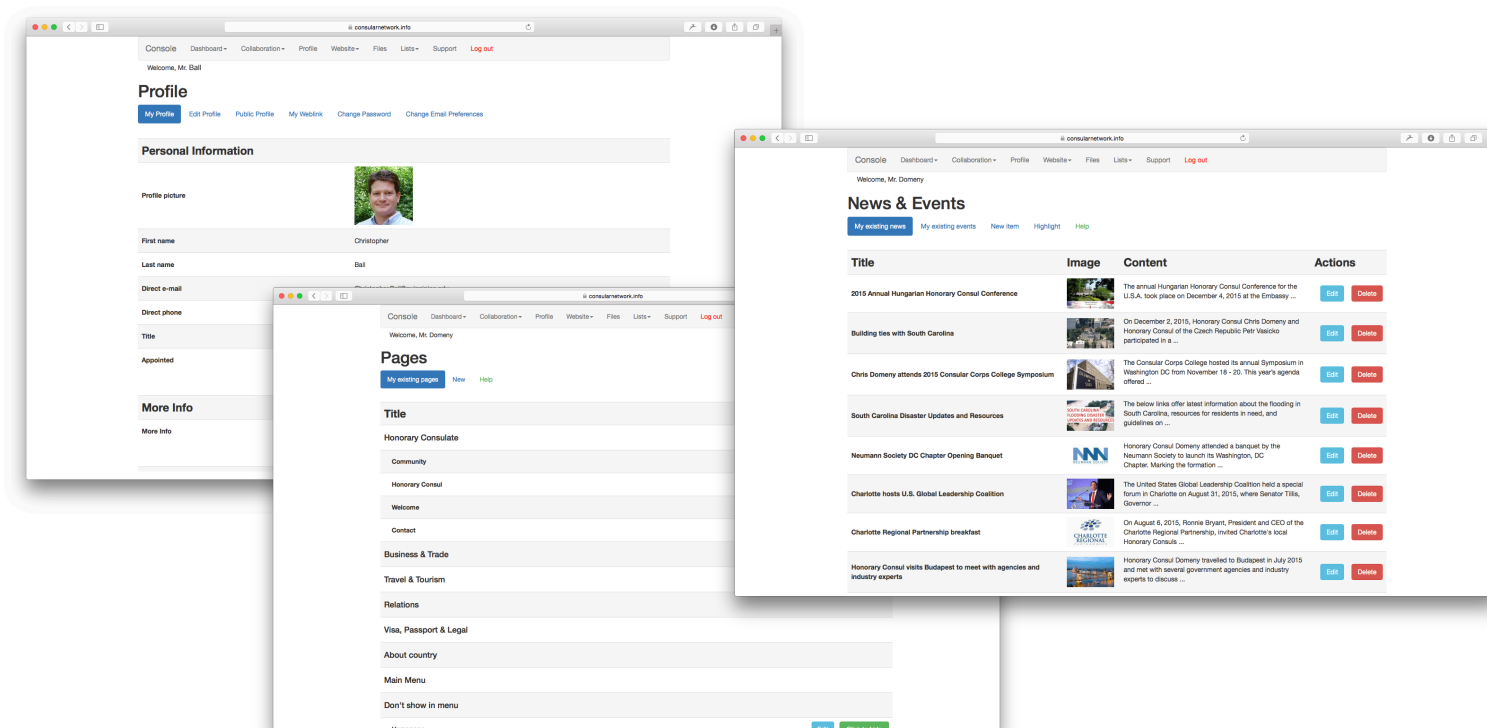 consularnetwork.info
Console Dashboard Collaboration Profile Website Files Lists Support Log out
Welcome, Mr. Ball
Profile
My Profile Edit Profile Public Profile My Weblink Change Password Change Email Preferences
Personal Information
Profile picture
First name Christopher
Last name Ball
Direct e-mail
Direct phone
Title
Appointed
More Info
More Info
consularnetwork.info
Console Dashboard Collaboration Profile Website Files Lists Support Log out
Welcome, Mr. Domeny
Pages
My existing pages New Help
Title
Honorary Consulate
Community
Honorary Consul
Welcome
Contact
Business & Trade
Travel & Tourism
Relations
Visa, Passport & Legal
About country
Main Menu
Don't show in menu
consularnetwork.info
Console Dashboard Collaboration Profile Website Files Lists Support Log out
Welcome, Mr. Domeny
News & Events
My existing news My existing events New item Highlight Help
Title Image Content Actions
2015 Annual Hungarian Honorary Consul Conference
The annual Hungarian Honorary Consul Conference for the
U.S.A. took place on December 4, 2015 at the Embassy ...
Edit Delete
Building ties with South Carolina
On December 2, 2015, Honorary Consul Chris Domeny and
Honorary Consul of the Czech Republic Petr Vasicko
participated in a ...
Edit Delete
Chris Domeny attends 2015 Consular Corps College Symposium
The Consular Corps College hosted its annual Symposium in
Washington DC from November 18 - 20. This year's agenda
offered ...
Edit Delete
South Carolina Disaster Updates and Resources
SOUTH CAROLINA
FLOODING DISASTER
UPDATES AND RESOURCES
The below links offer latest information about the flooding in
South Carolina, resources for residents in need, and
guidelines on ...
Edit Delete
Neumann Society DC Chapter Opening Banquet
NNN
NEUMANN SOCIETY
Honorary Consul Domeny attended a banquet by the
Neumann Society to launch its Washington, DC
Chapter. Marking the formation ...
Edit Delete
Charlotte hosts U.S. Global Leadership Coalition
The United States Global Leadership Coalition held a special
forum in Charlotte on August 31, 2015, where Senator Tillis,
Governor ...
Edit Delete
Charlotte Regional Partnership breakfast
CHARLOTTE
REGIONAL
On August 6, 2015, Ronnie Bryant, President and CEO of the
Charlotte Regional Partnership, invited Charlotte's local
Honorary Consuls ...
Edit Delete
Honorary Consul visits Budapest to meet with agencies and
industry experts
Honorary Consul Domeny travelled to Budapest in July 2015
and met with several government agencies and industry
experts to discuss ...
Edit Delete